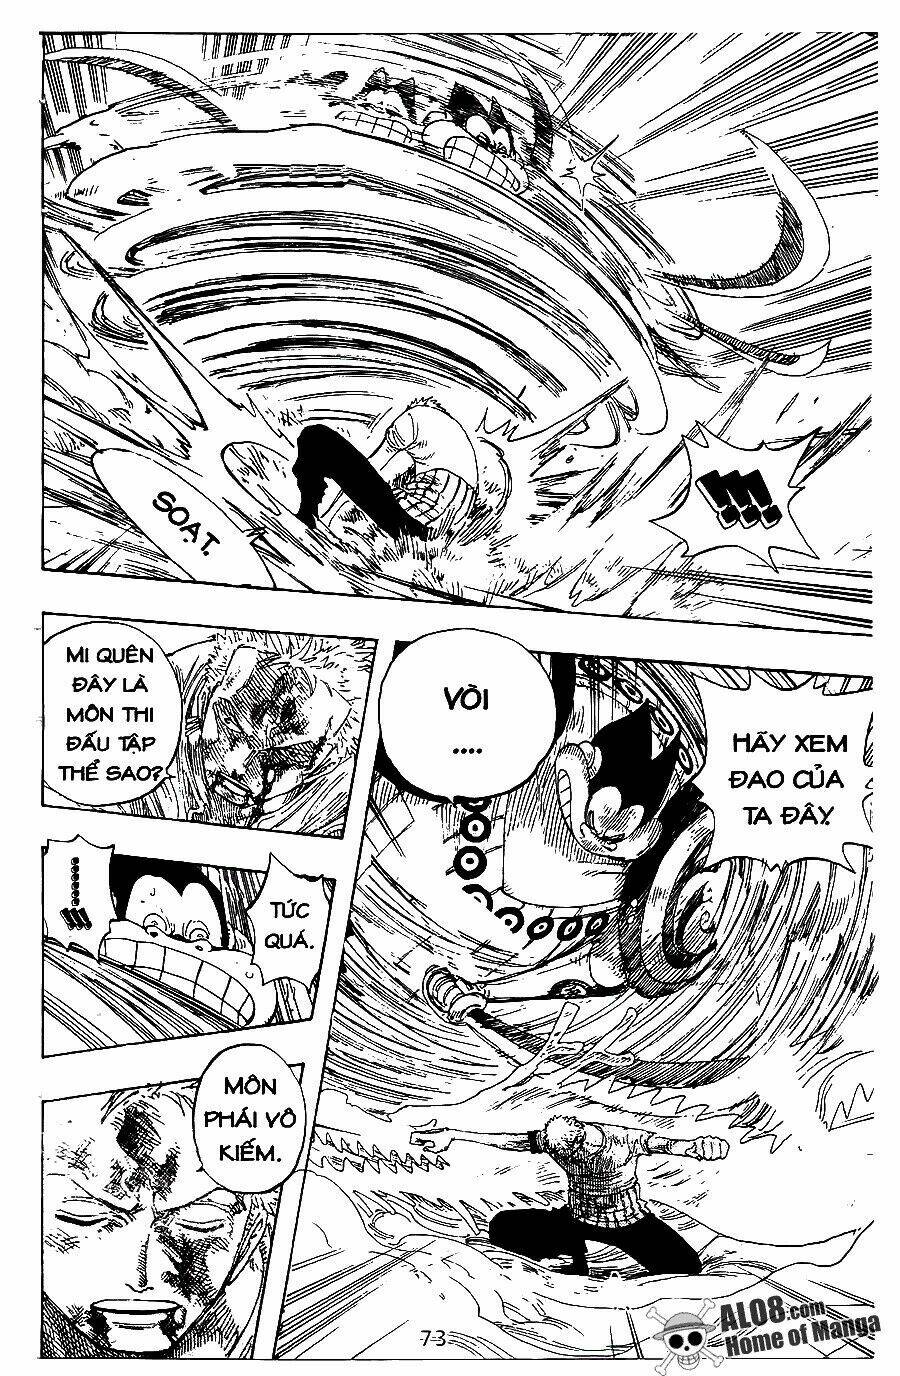 !!!
SOẠT.
MI QUÊN
ĐÂY LÀ
MÔN THI
ĐẤU TẬP
THỂ SAO?
VÒI
.....
HÃY XEM
ĐAO CỦA
TA ĐÂY.
......!!!
TỨC
QUÁ.
MÔN
PHÁI VÔ
KIẾM.
73
ALO8.com
Home of Manga